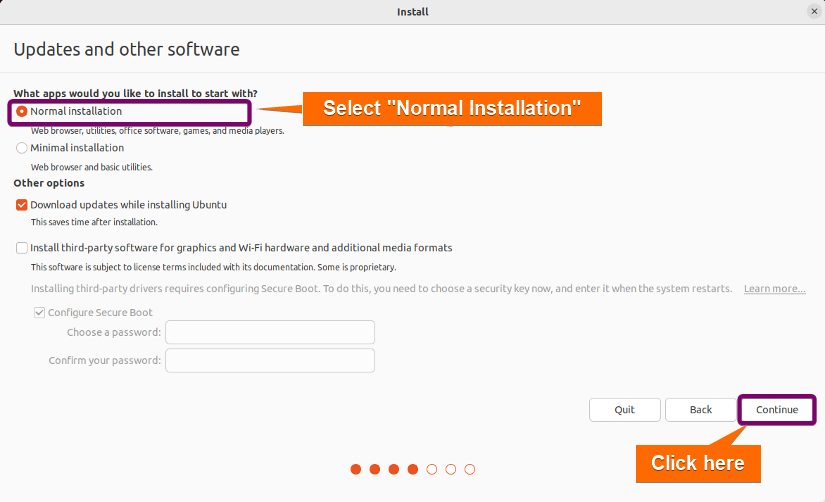 Install
Updates and other software
What apps would you like to install to start with?
Normal installation
Select "Normal Installation"
Web browser, utilities, office software, games, and media players.
Minimal installation
Web browser and basic utilities.
Other options
Download updates while installing Ubuntu
This saves time after installation.
Install third-party software for graphics and Wi-Fi hardware and additional media formats
This software is subject to license terms included with its documentation. Some is proprietary.
Installing third-party drivers requires configuring Secure Boot. To do this, you need to choose a security key now, and enter it when the system restarts. Learn more...
Configure Secure Boot
Choose a password:
Confirm your password:
Quit Back Continue
Click here